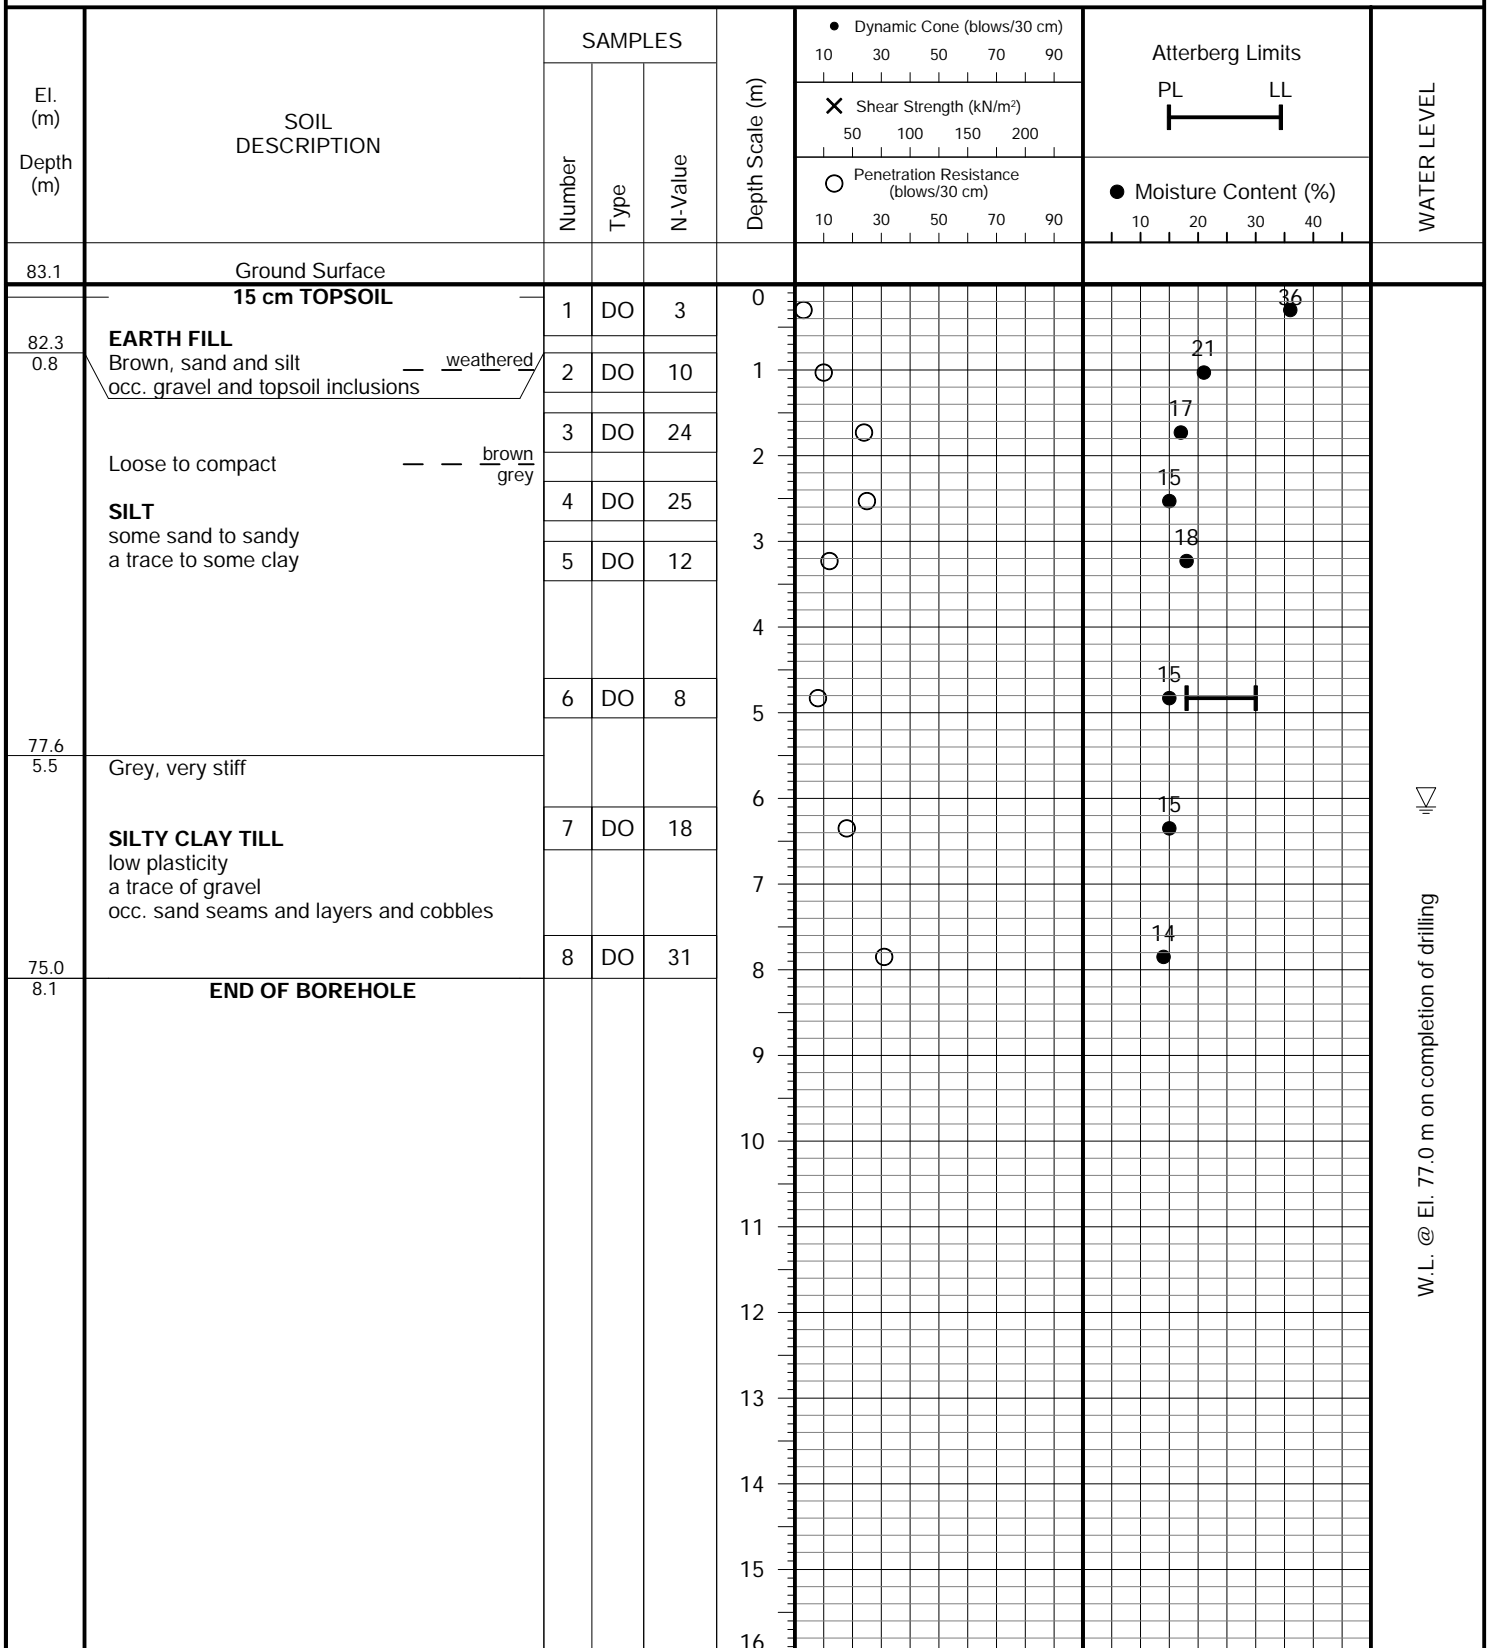 El.
(m)
Depth
(m)
SOIL
DESCRIPTION
SAMPLES
Number
Type
N-Value
Depth Scale (m)
● Dynamic Cone (blows/30 cm)
10 30 50 70 90
✕ Shear Strength (kN/m²)
50 100 150 200
○ Penetration Resistance
(blows/30 cm)
10 30 50 70 90
Atterberg Limits
PL LL
● Moisture Content (%)
10 20 30 40
WATER LEVEL
83.1 Ground Surface
15 cm TOPSOIL
0
1 DO 3
36
82.3
EARTH FILL
0.8
Brown, sand and silt
weathered
occ. gravel and topsoil inclusions
2 DO 10
1
21
3 DO 24
17
Loose to compact
brown
grey
2
4 DO 25
15
SILT
some sand to sandy
a trace to some clay
3
5 DO 12
18
4
6 DO 8
15
5
77.6
5.5
Grey, very stiff
6
15
7 DO 18
SILTY CLAY TILL
low plasticity
a trace of gravel
occ. sand seams and layers and cobbles
7
8 DO 31
14
75.0
8
8.1
END OF BOREHOLE
9
10
11
12
13
14
15
16
W.L. @ El. 77.0 m on completion of drilling